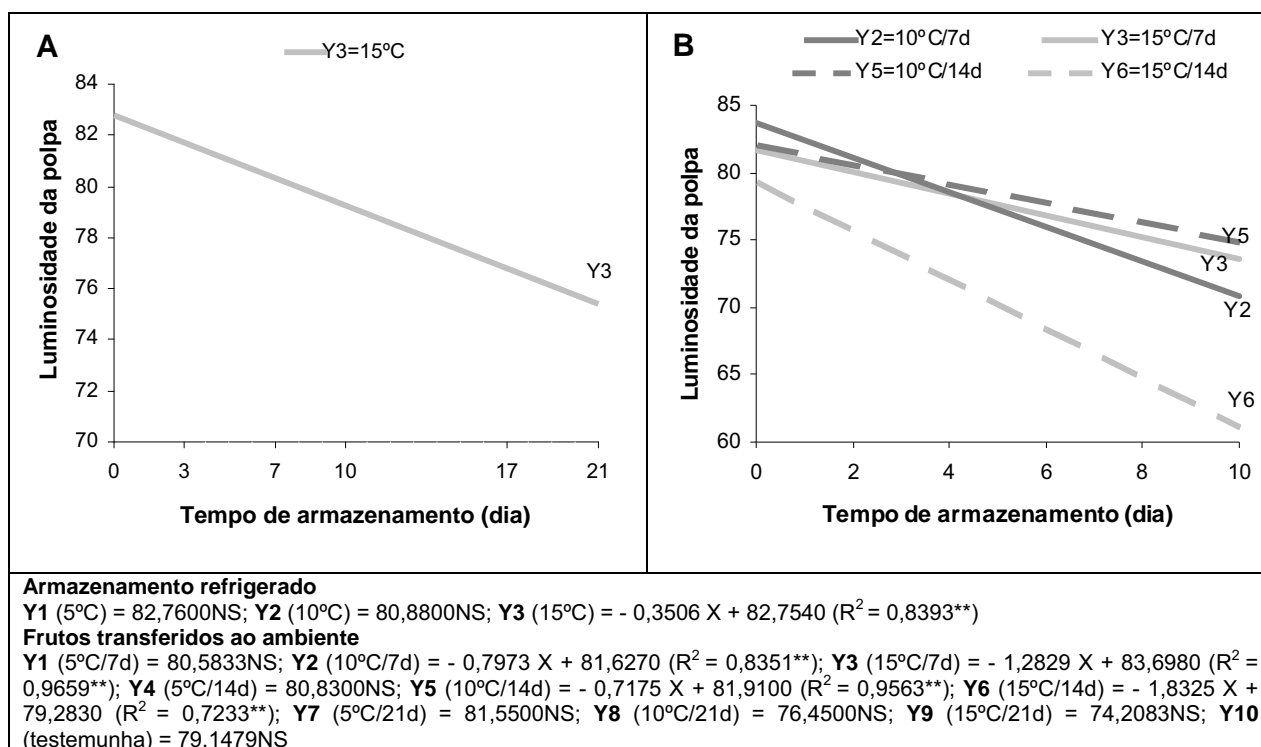 A
Y3=15ºC
Luminosidade da polpa
84
82
80
78
76
74
72
70
Y3
0 3 7 10 17 21
Tempo de armazenamento (dia)
B
Y2=10ºC/7d Y3=15ºC/7d
Y5=10ºC/14d Y6=15ºC/14d
Luminosidade da polpa
85
80
75
70
65
60
Y5
Y3
Y2
Y6
0 2 4 6 8 10
Tempo de armazenamento (dia)
Armazenamento refrigerado
Y1 (5ºC) = 82,7600NS; Y2 (10ºC) = 80,8800NS; Y3 (15ºC) = - 0,3506 X + 82,7540 (R² = 0,8393**)
Frutos transferidos ao ambiente
Y1 (5ºC/7d) = 80,5833NS; Y2 (10ºC/7d) = - 0,7973 X + 81,6270 (R² = 0,8351**); Y3 (15ºC/7d) = - 1,2829 X + 83,6980 (R² =
0,9659**); Y4 (5ºC/14d) = 80,8300NS; Y5 (10ºC/14d) = - 0,7175 X + 81,9100 (R² = 0,9563**); Y6 (15ºC/14d) = - 1,8325 X +
79,2830 (R² = 0,7233**); Y7 (5ºC/21d) = 81,5500NS; Y8 (10ºC/21d) = 76,4500NS; Y9 (15ºC/21d) = 74,2083NS; Y10
(testemunha) = 79,1479NS